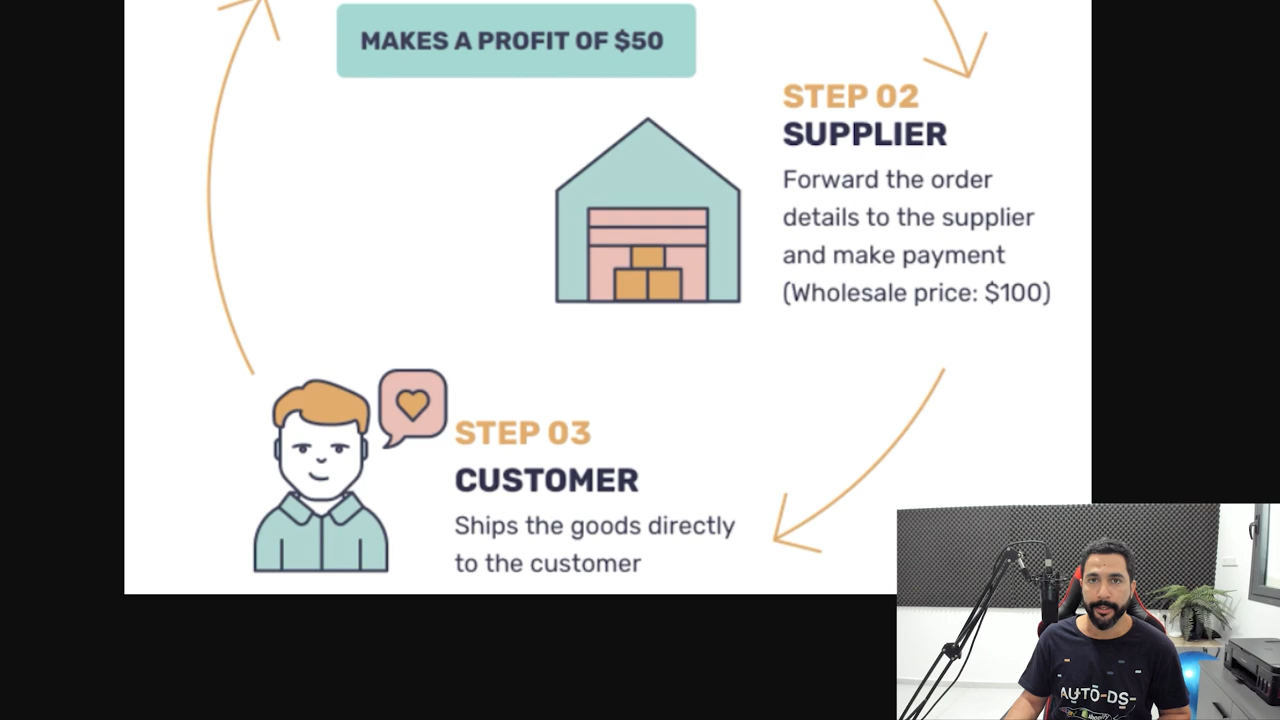 MAKES A PROFIT OF $50
STEP 02
SUPPLIER
Forward the order
details to the supplier
and make payment
(Wholesale price: $100)
STEP 03
CUSTOMER
Ships the goods directly
to the customer
AUTO-DS-